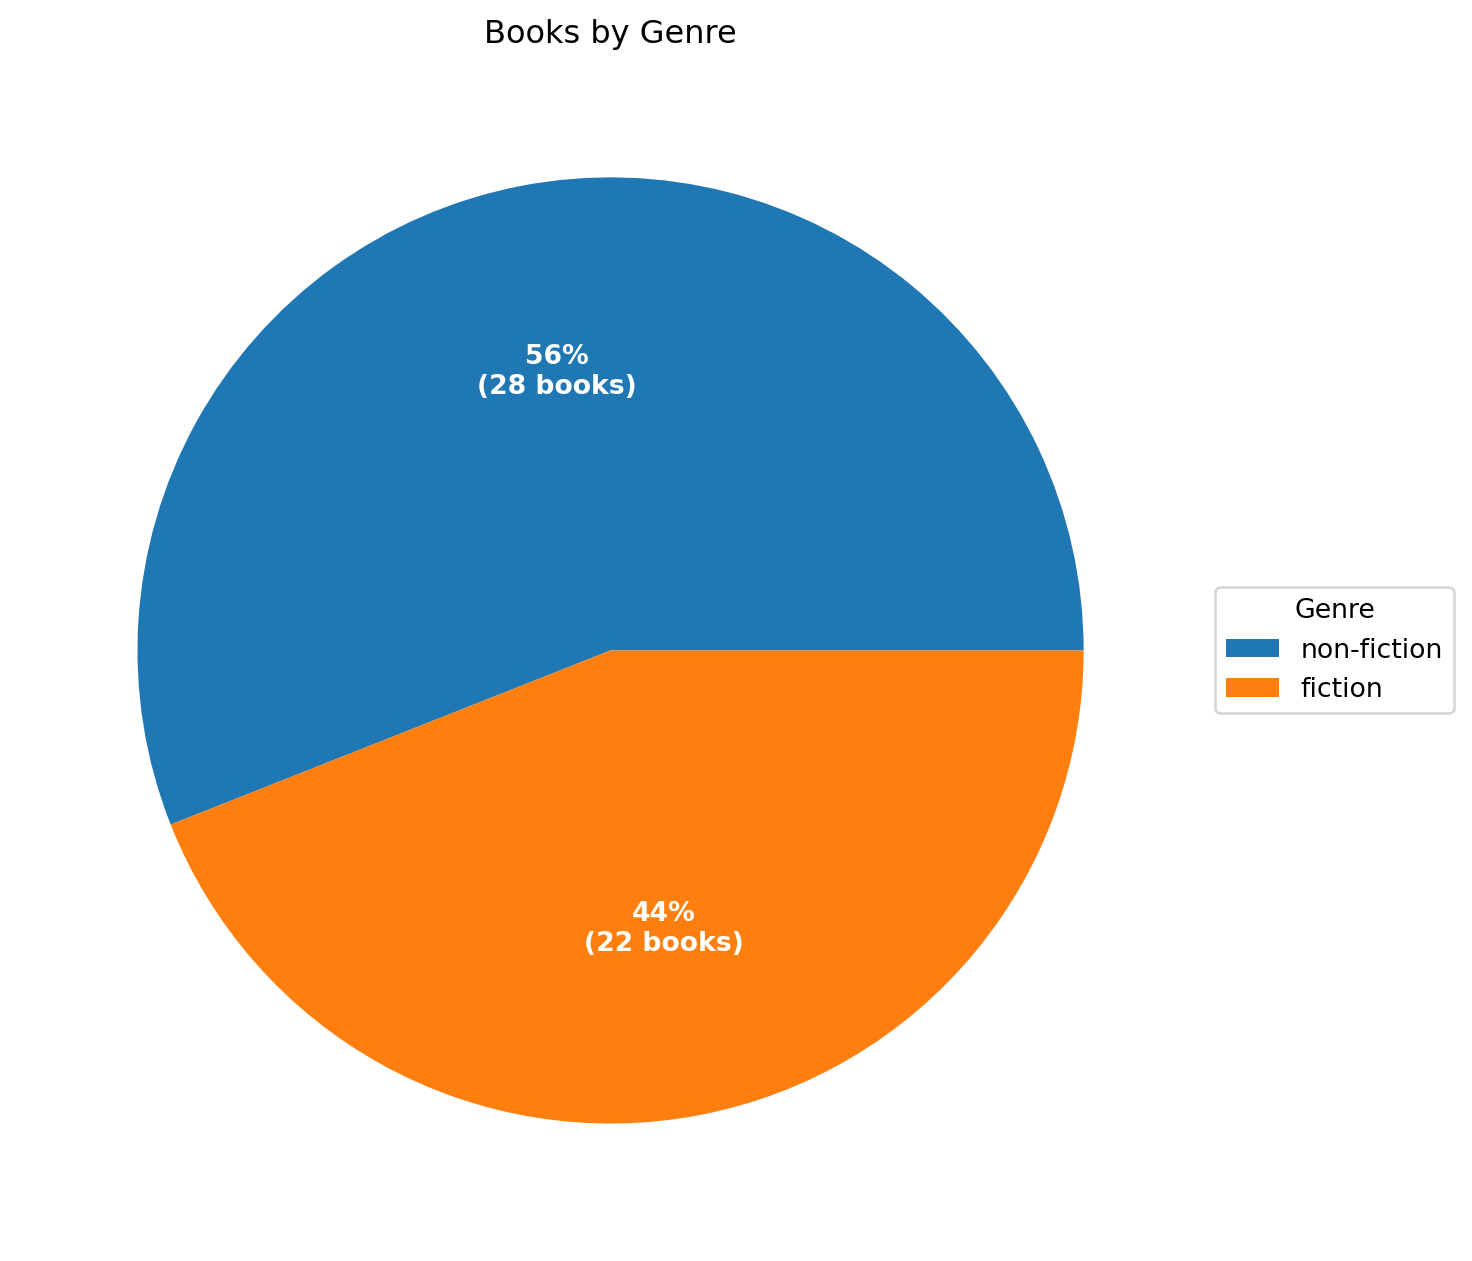 Books by Genre
56%
(28 books)
Genre
non-fiction
fiction
44%
(22 books)